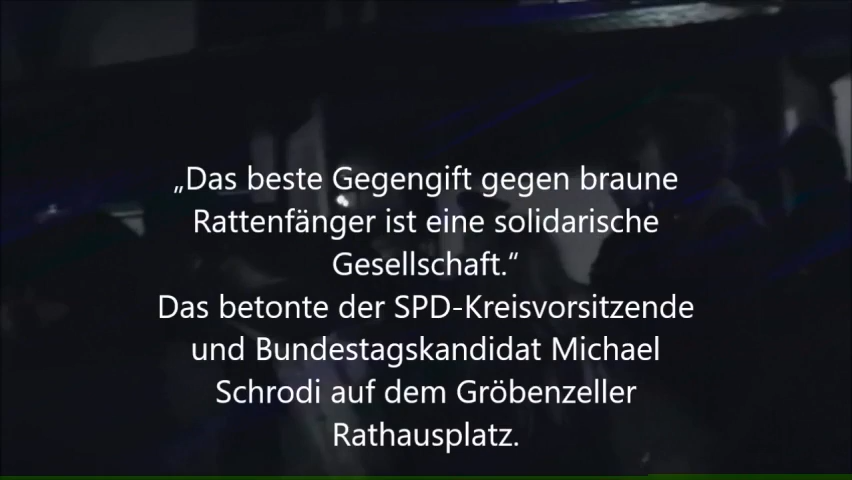 „Das beste Gegengift gegen braune
Rattenfänger ist eine solidarische
Gesellschaft.“
Das betonte der SPD-Kreisvorsitzende
und Bundestagskandidat Michael
Schrodi auf dem Gröbenzeller
Rathausplatz.